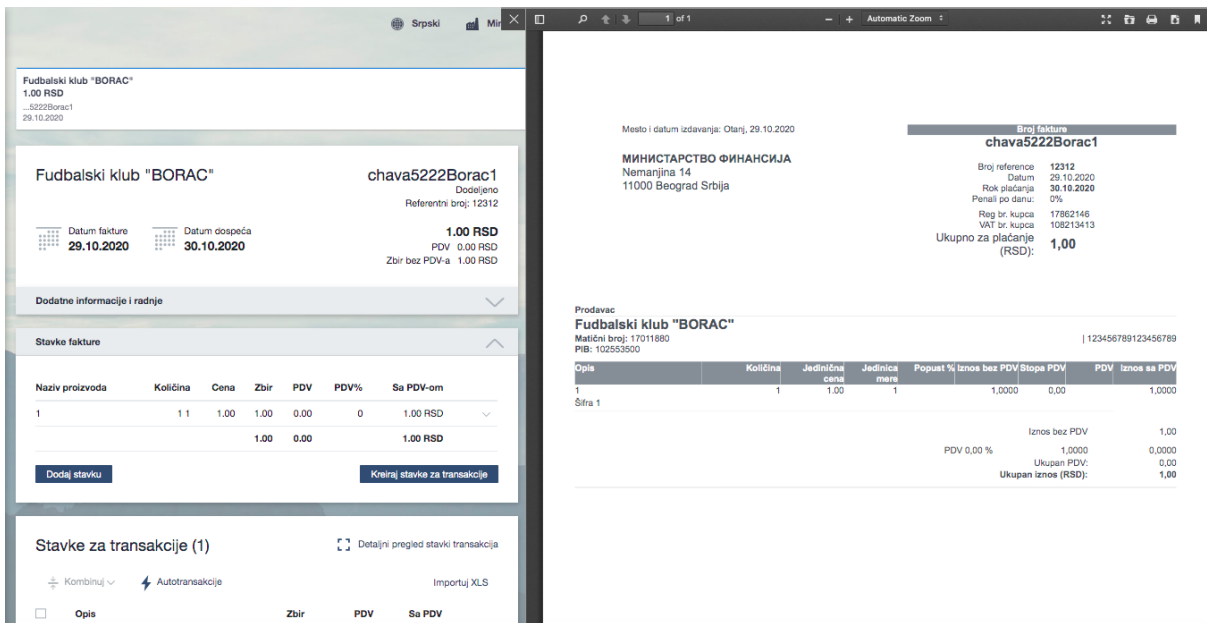 Srpski
Fudbalski klub "BORAC"
1.00 RSD
...5222Borac1
29.10.2020
Fudbalski klub "BORAC"
chava5222Borac1
Dodeljeno
Referentni broj: 12312
Datum fakture
29.10.2020
Datum dospeća
30.10.2020
1.00 RSD
PDV 0.00 RSD
Zbir bez PDV-a 1.00 RSD
Dodatne informacije i radnje
Stavke fakture
Naziv proizvoda Količina Cena Zbir PDV PDV% Sa PDV-om
1 1 1 1.00 1.00 0.00 0 1.00 RSD
1.00 0.00 1.00 RSD
Dodaj stavku
Kreiraj stavke za transakcije
Stavke za transakcije (1)
Detaljni pregled stavki transakcija
Kombinuj
Autotransakcije
Importuj XLS
Opis Zbir PDV Sa PDV
1 of 1
Automatic Zoom
Mesto i datum izdavanja: Otanj, 29.10.2020
МИНИСТАРСТВО ФИНАНСИЈА
Nemanjina 14
11000 Beograd Srbija
Broj fakture
chava5222Borac1
Broj reference 12312
Datum 29.10.2020
Rok plaćanja 30.10.2020
Penali po danu: 0%
Reg br. kupca 17862146
VAT br. kupca 108213413
Ukupno za plaćanje
(RSD): 1,00
Prodavac
Fudbalski klub "BORAC"
Matični broj: 17011880 | 123456789123456789
PIB: 102553500
Opis Količina Jedinična cena Jedinica mere Popust % Iznos bez PDV Stopa PDV PDV Iznos sa PDV
1 1 1.00 1 1,0000 0,00 1,0000
Šifra 1
Iznos bez PDV 1,00
PDV 0,00 % 1,0000 0,0000
Ukupan PDV: 0,00
Ukupan iznos (RSD): 1,00